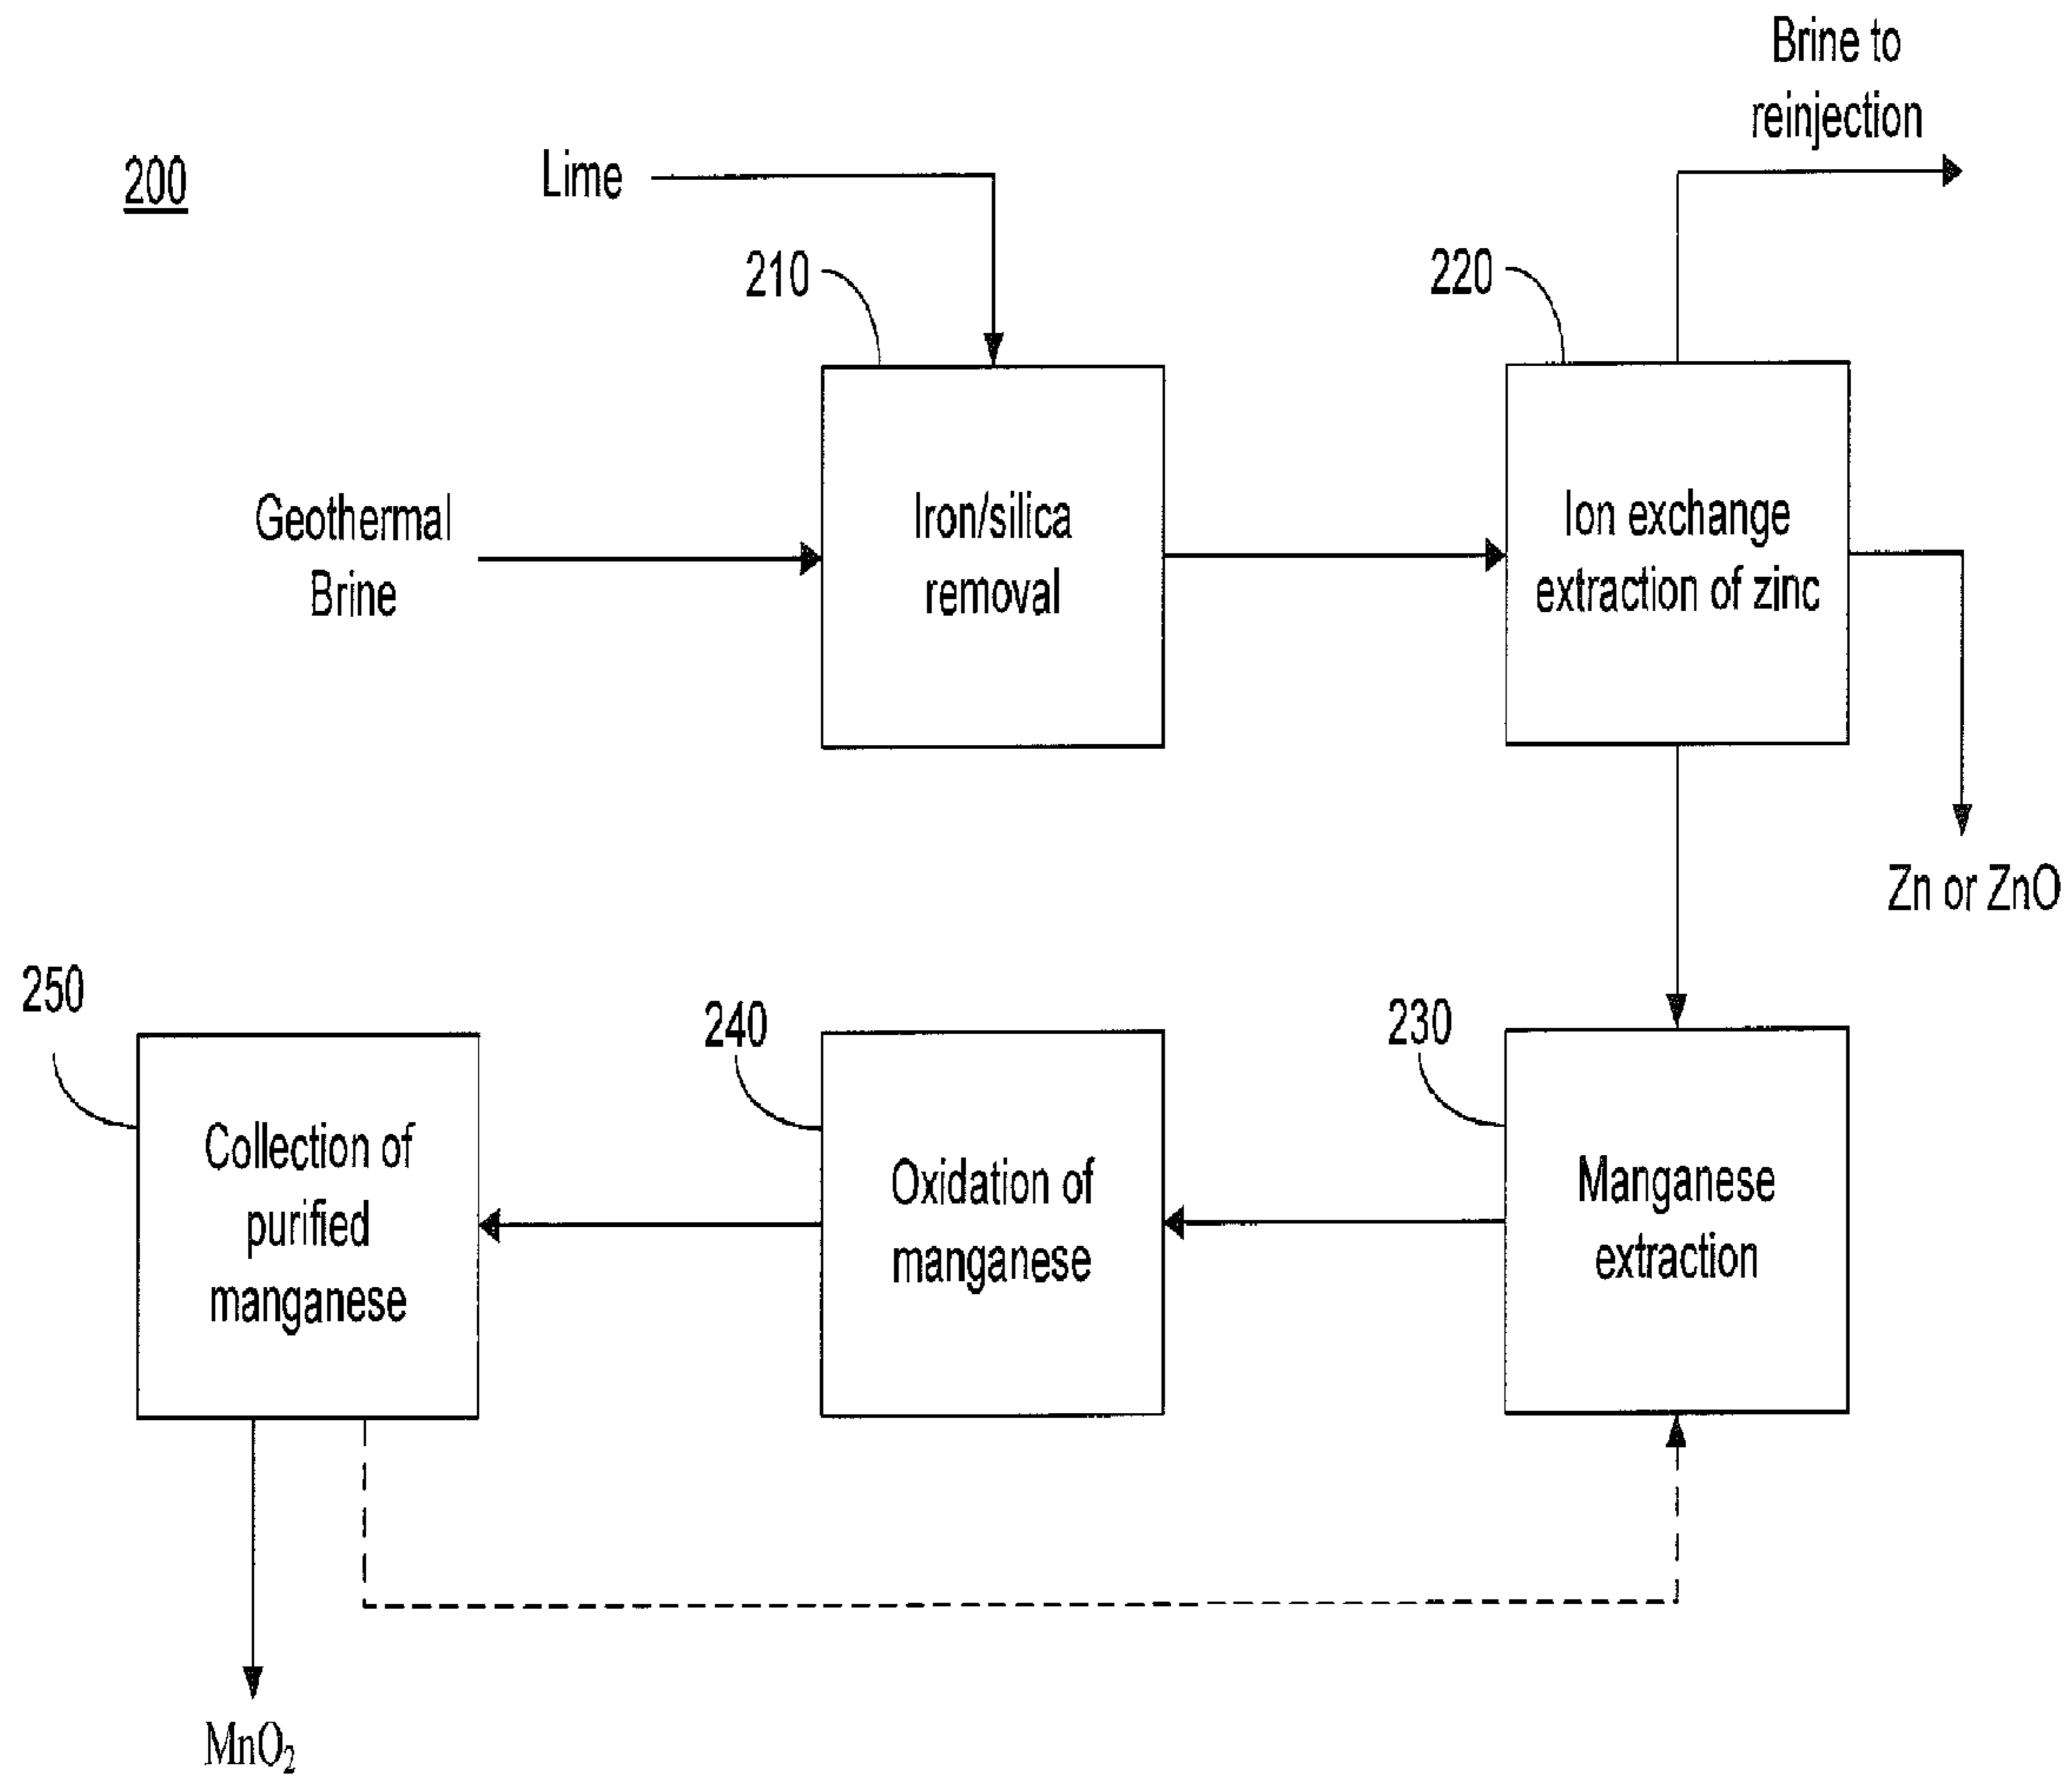 Brine to
reinjection
200
Lime
210
220
Geothermal
Brine
Iron/silica
removal
Ion exchange
extraction of zinc
Zn or ZnO
250
240
230
Collection of
purified
manganese
Oxidation of
manganese
Manganese
extraction
MnO₂